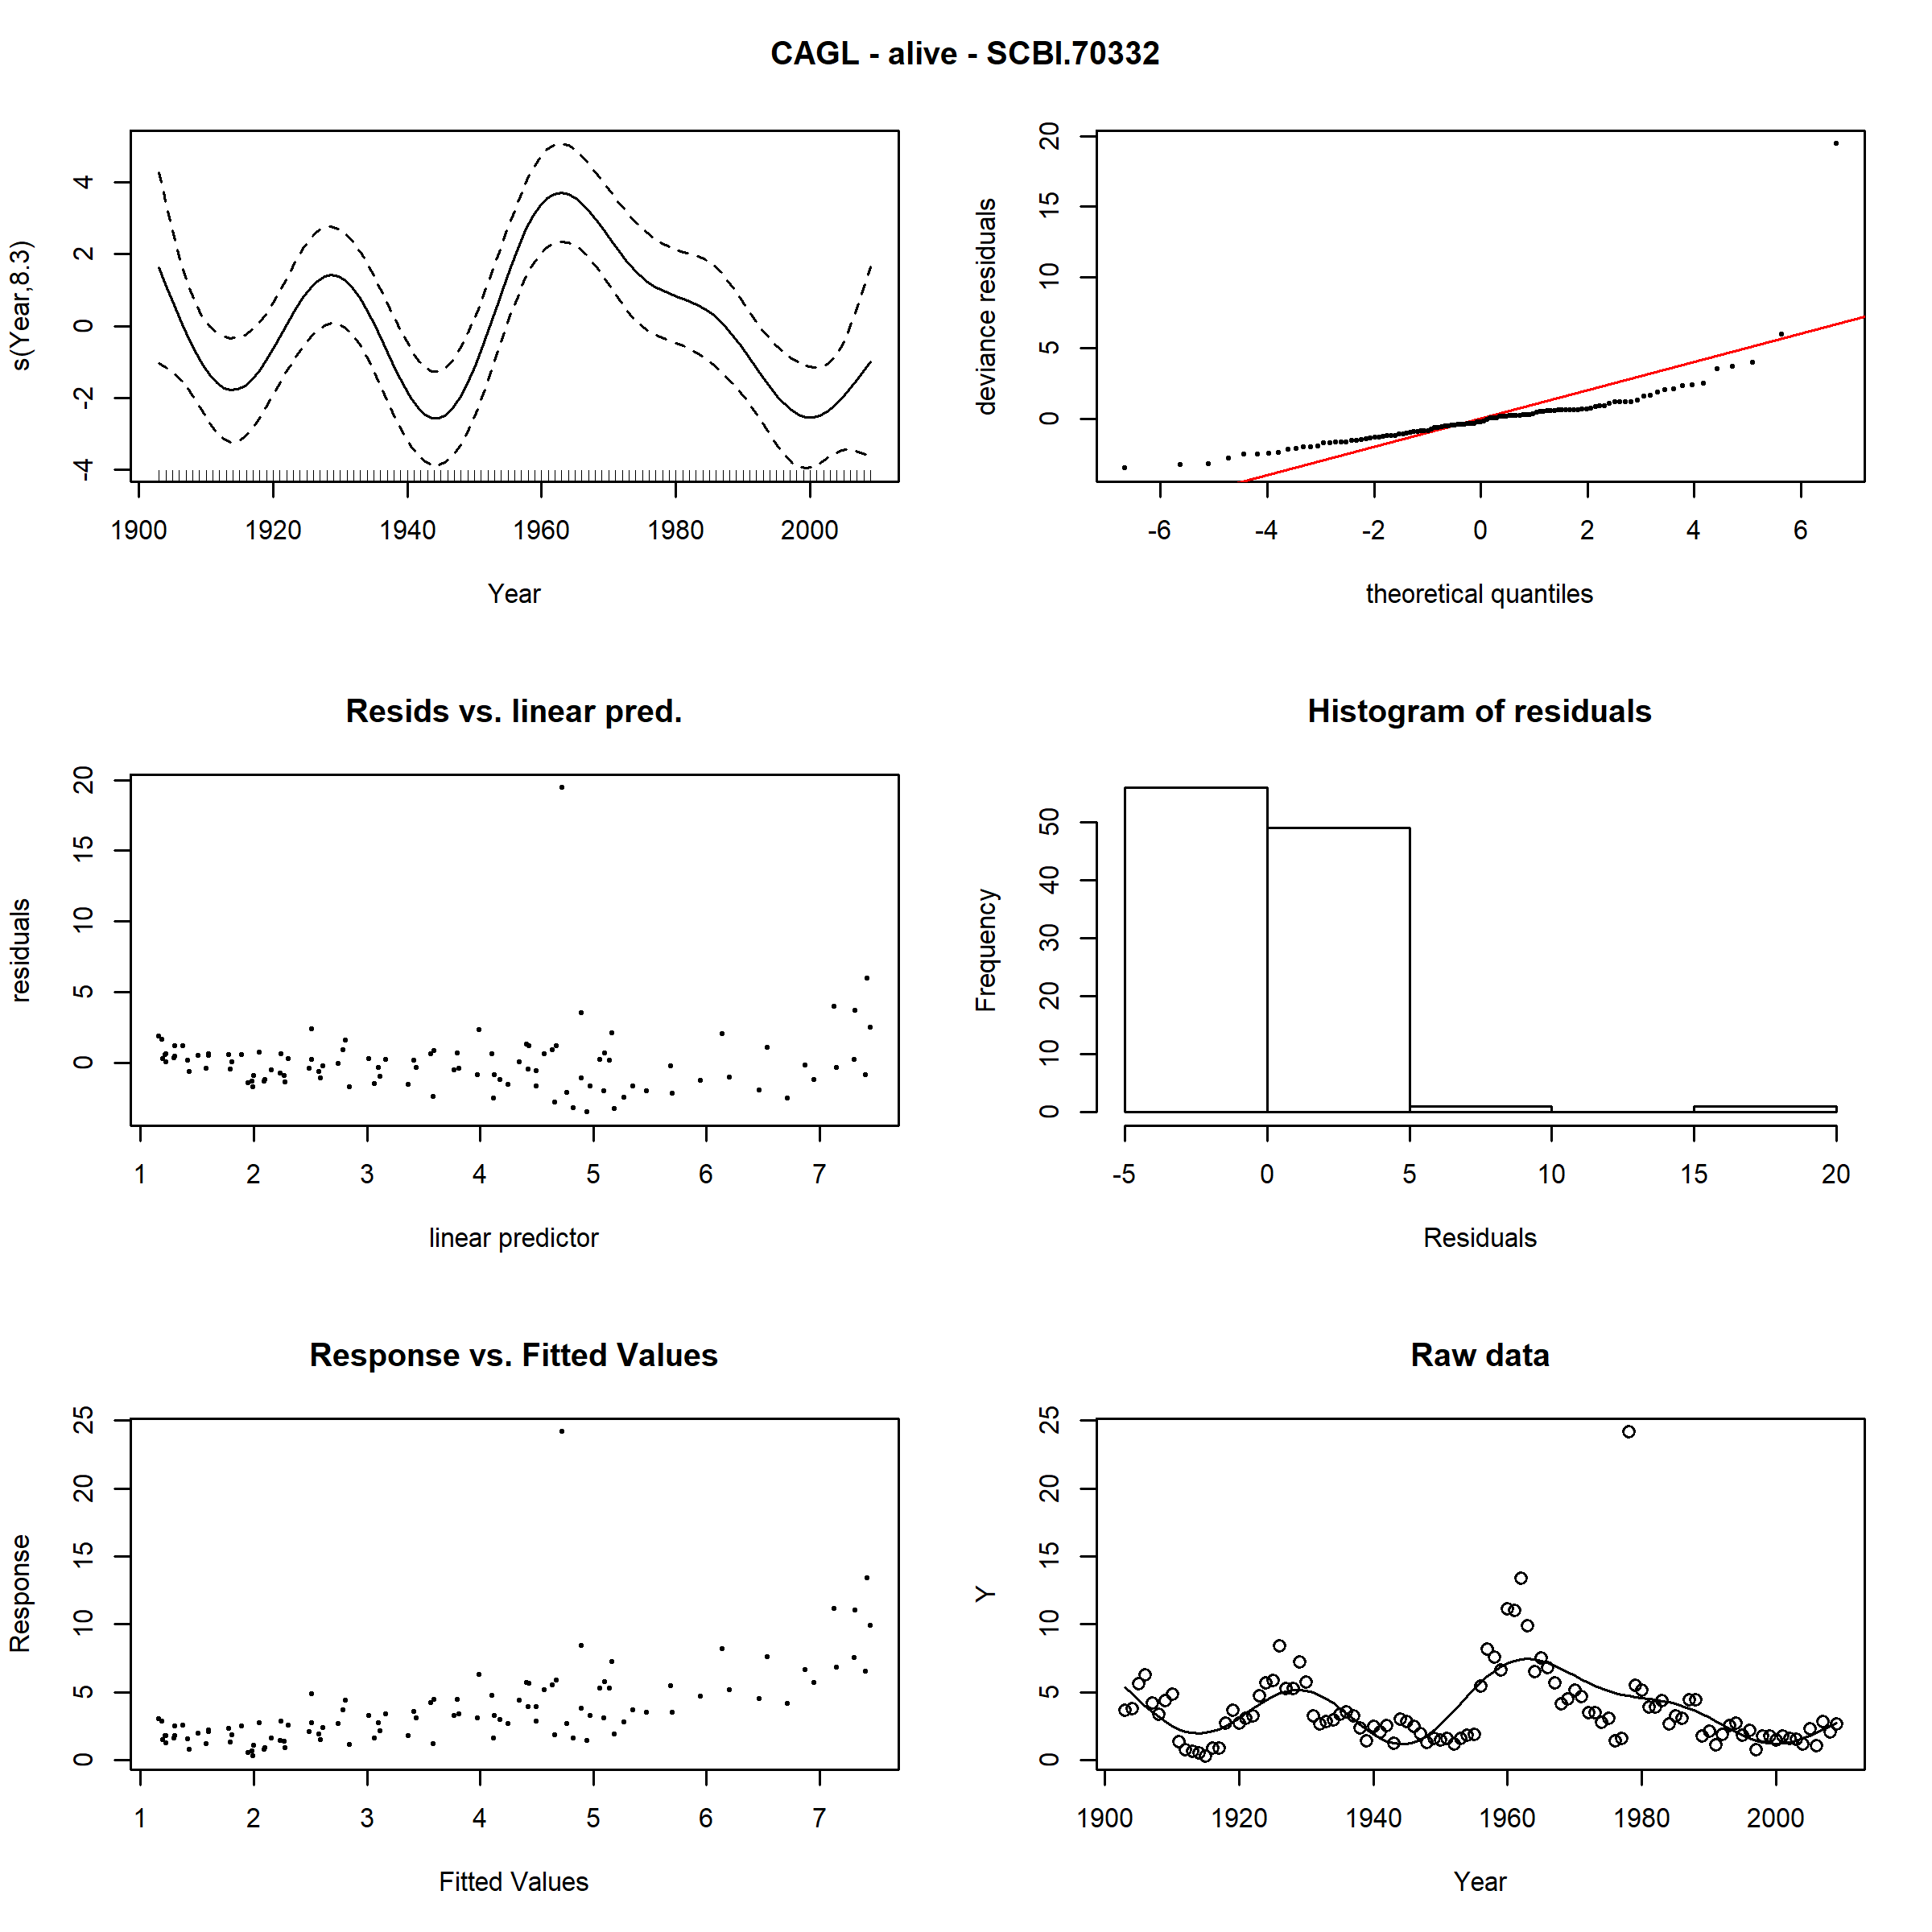 CAGL - alive - SCBI.70332
s(Year,8.3)
4
2
0
-2
-4
1900 1920 1940 1960 1980 2000
Year
deviance residuals
20
15
10
5
0
-6 -4 -2 0 2 4 6
theoretical quantiles
Resids vs. linear pred.
residuals
20
15
10
5
0
1 2 3 4 5 6 7
linear predictor
Histogram of residuals
Frequency
50
40
30
20
10
0
-5 0 5 10 15 20
Residuals
Response vs. Fitted Values
Response
25
20
15
10
5
0
1 2 3 4 5 6 7
Fitted Values
Raw data
Y
25
20
15
10
5
0
1900 1920 1940 1960 1980 2000
Year